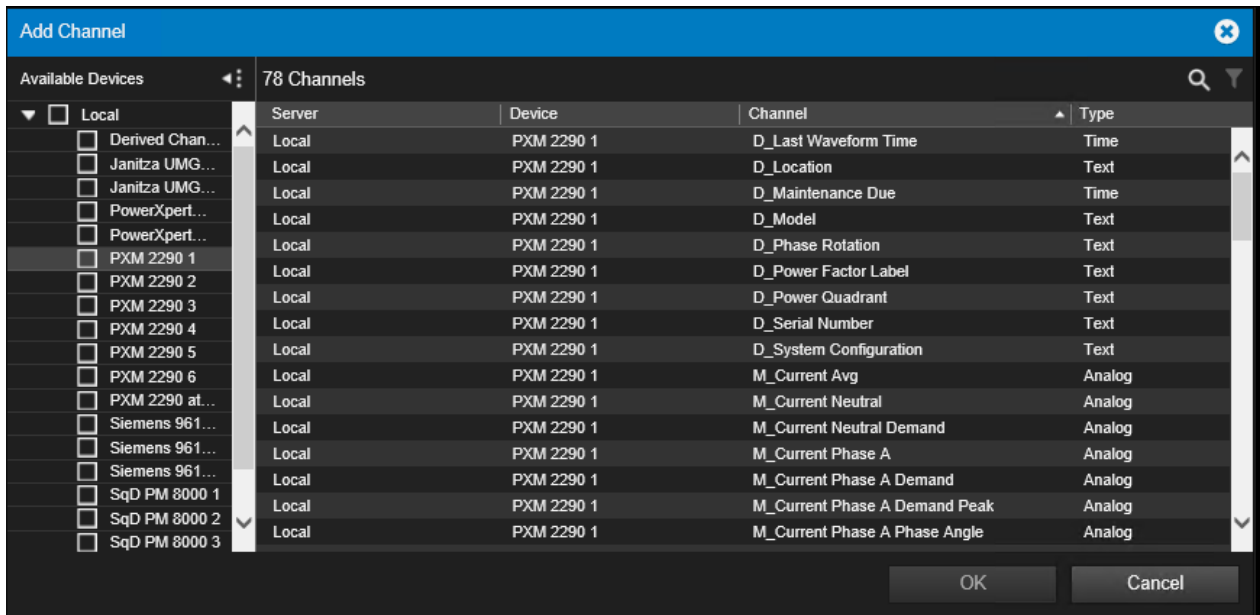 Add Channel
Available Devices
78 Channels
Local
Derived Chan...
Janitza UMG...
Janitza UMG...
PowerXpert...
PowerXpert...
PXM 2290 1
PXM 2290 2
PXM 2290 3
PXM 2290 4
PXM 2290 5
PXM 2290 6
PXM 2290 at...
Siemens 961...
Siemens 961...
Siemens 961...
SqD PM 8000 1
SqD PM 8000 2
SqD PM 8000 3
Server Device Channel Type
Local PXM 2290 1 D_Last Waveform Time Time
Local PXM 2290 1 D_Location Text
Local PXM 2290 1 D_Maintenance Due Time
Local PXM 2290 1 D_Model Text
Local PXM 2290 1 D_Phase Rotation Text
Local PXM 2290 1 D_Power Factor Label Text
Local PXM 2290 1 D_Power Quadrant Text
Local PXM 2290 1 D_Serial Number Text
Local PXM 2290 1 D_System Configuration Text
Local PXM 2290 1 M_Current Avg Analog
Local PXM 2290 1 M_Current Neutral Analog
Local PXM 2290 1 M_Current Neutral Demand Analog
Local PXM 2290 1 M_Current Phase A Analog
Local PXM 2290 1 M_Current Phase A Demand Analog
Local PXM 2290 1 M_Current Phase A Demand Peak Analog
Local PXM 2290 1 M_Current Phase A Phase Angle Analog
OK Cancel